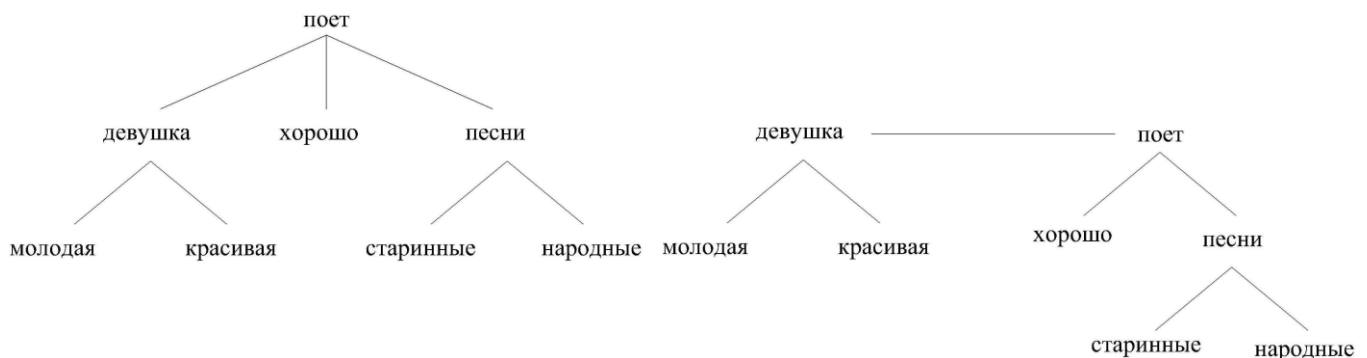 поет
девушка хорошо песни
молодая красивая старинные народные
девушка поет
молодая красивая хорошо песни
старинные народные